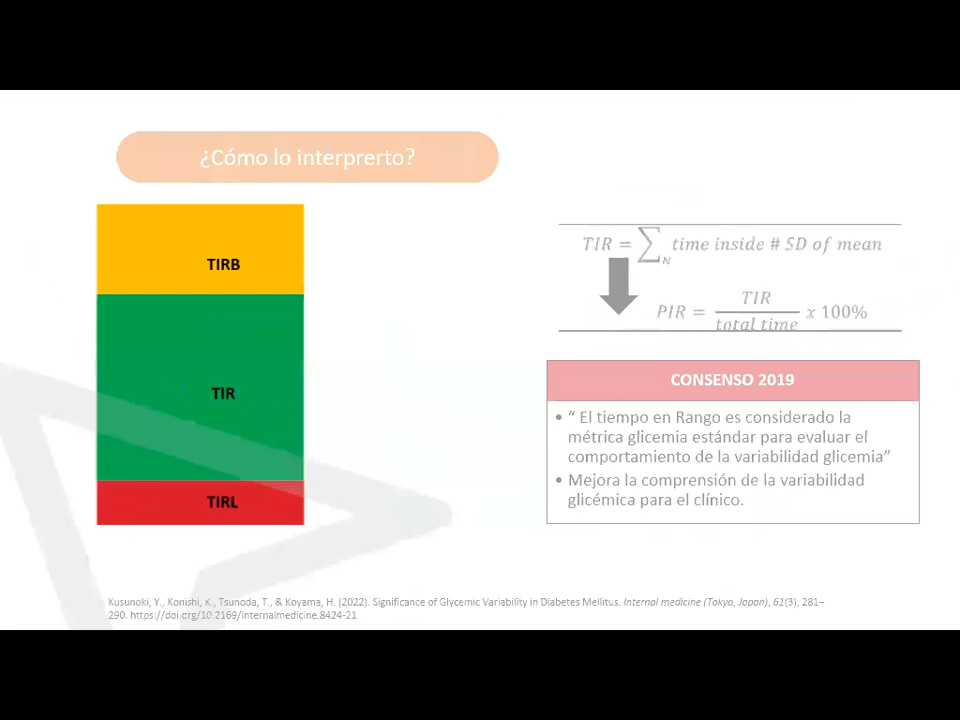 ¿Cómo lo interprerto?
TIRB
TIR
TIRL
TIR = ∑N time inside # SD of mean
PIR = TIR / total time x 100%
CONSENSO 2019
• “ El tiempo en Rango es considerado la
métrica glicemia estándar para evaluar el
comportamiento de la variabilidad glicemia”
• Mejora la comprensión de la variabilidad
glicémica para el clínico.
Kusunoki, Y., Konishi, K., Tsunoda, T., & Koyama, H. (2022). Significance of Glycemic Variability in Diabetes Mellitus. Internal medicine (Tokyo, Japan), 61(3), 281–
290. https://doi.org/10.2169/internalmedicine.8424-21